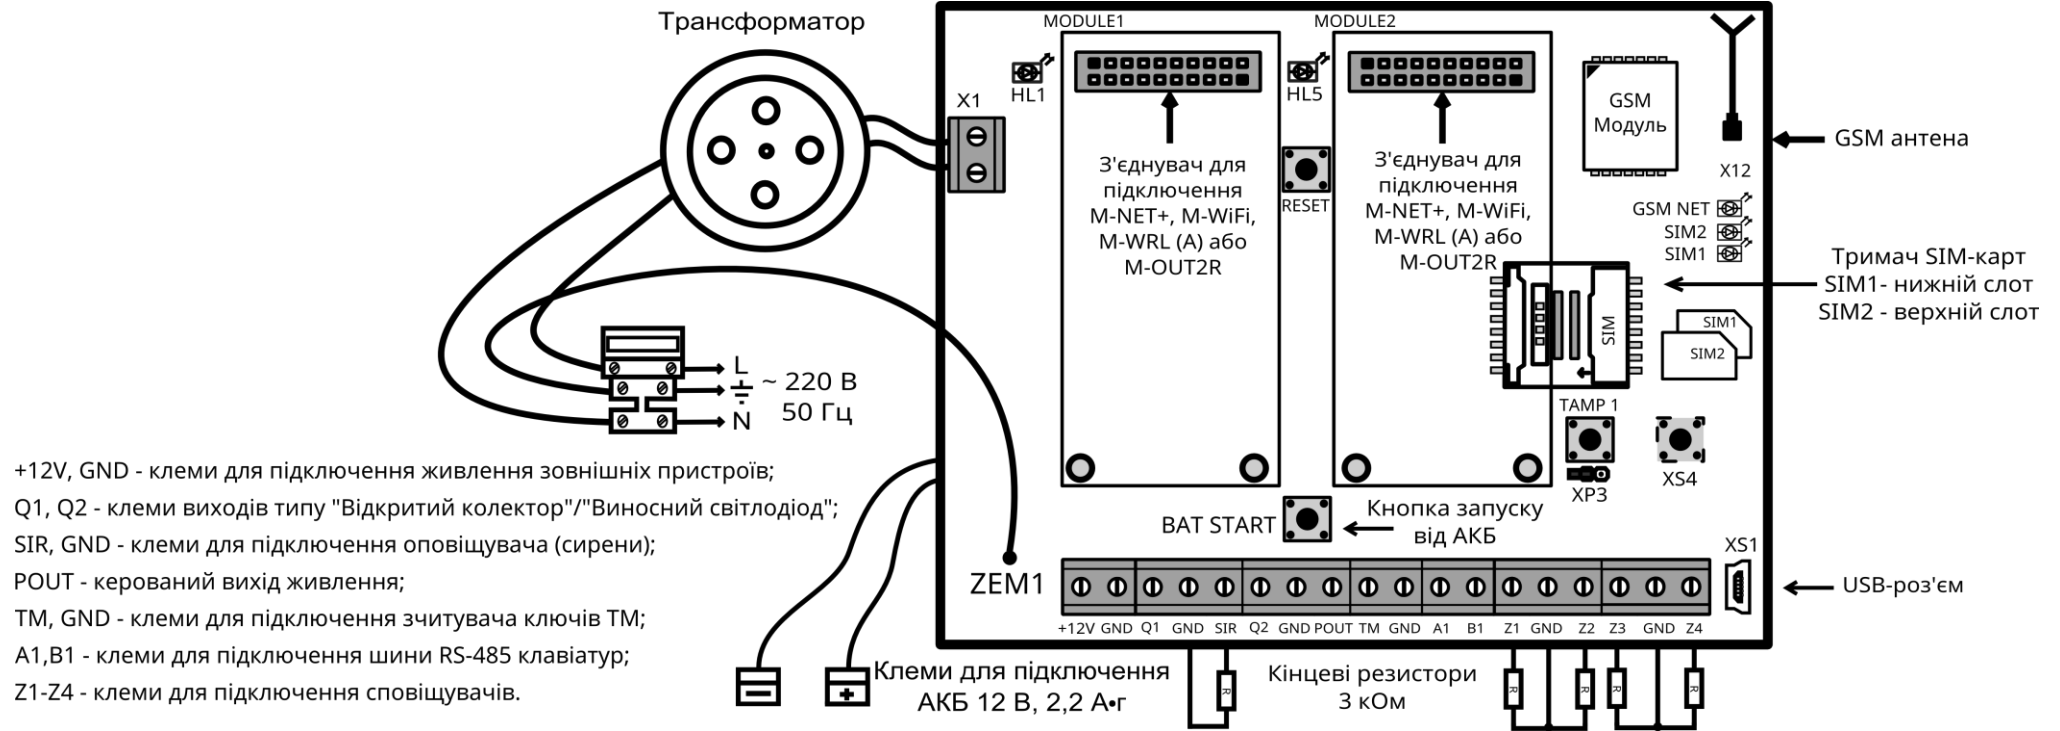 Трансформатор
MODULE1
MODULE2
HL1
HL5
X1
GSM
Модуль
GSM антена
X12
З'єднувач для
підключення
M-NET+, M-WiFi,
M-WRL (A) або
M-OUT2R
RESET
З'єднувач для
підключення
M-NET+, M-WiFi,
M-WRL (A) або
M-OUT2R
GSM NET
SIM2
SIM1
Тримач SIM-карт
SIM1- нижній слот
SIM2 - верхній слот
SIM
SIM1
SIM2
L
~ 220 В
50 Гц
N
TAMP 1
XP3
XS4
+12V, GND - клеми для підключення живлення зовнішніх пристроїв;
Q1, Q2 - клеми виходів типу "Відкритий колектор"/"Виносний світлодіод";
SIR, GND - клеми для підключення оповіщувача (сирени);
POUT - керований вихід живлення;
TM, GND - клеми для підключення зчитувача ключів TM;
A1,B1 - клеми для підключення шини RS-485 клавіатур;
Z1-Z4 - клеми для підключення сповіщувачів.
BAT START
Кнопка запуску
від АКБ
XS1
USB-роз'єм
ZEM1
+12V GND Q1 GND SIR Q2 GND POUT TM GND A1 B1 Z1 GND Z2 Z3 GND Z4
Клеми для підключення
АКБ 12 В, 2,2 А•г
R
Кінцеві резистори
3 кОм
R
R
R
R